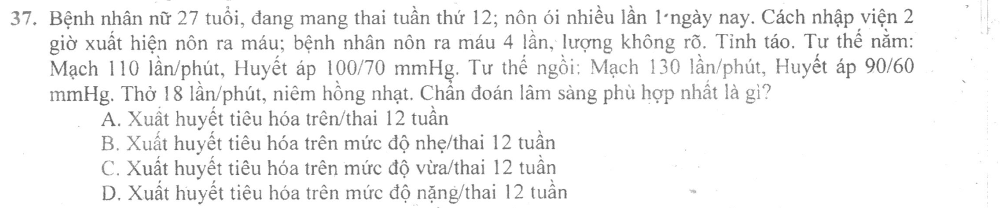 37. Bệnh nhân nữ 27 tuổi, đang mang thai tuần thứ 12; nôn ói nhiều lần 1 ngày nay. Cách nhập viện 2
giờ xuất hiện nôn ra máu; bệnh nhân nôn ra máu 4 lần, lượng không rõ. Tỉnh táo. Tư thế nằm:
Mạch 110 lần/phút, Huyết áp 100/70 mmHg. Tư thế ngồi: Mạch 130 lần/phút, Huyết áp 90/60
mmHg. Thở 18 lần/phút, niêm hồng nhạt. Chẩn đoán lâm sàng phù hợp nhất là gì?
A. Xuất huyết tiêu hóa trên/thai 12 tuần
B. Xuất huyết tiêu hóa trên mức độ nhẹ/thai 12 tuần
C. Xuất huyết tiêu hóa trên mức độ vừa/thai 12 tuần
D. Xuất huyết tiêu hóa trên mức độ nặng/thai 12 tuần